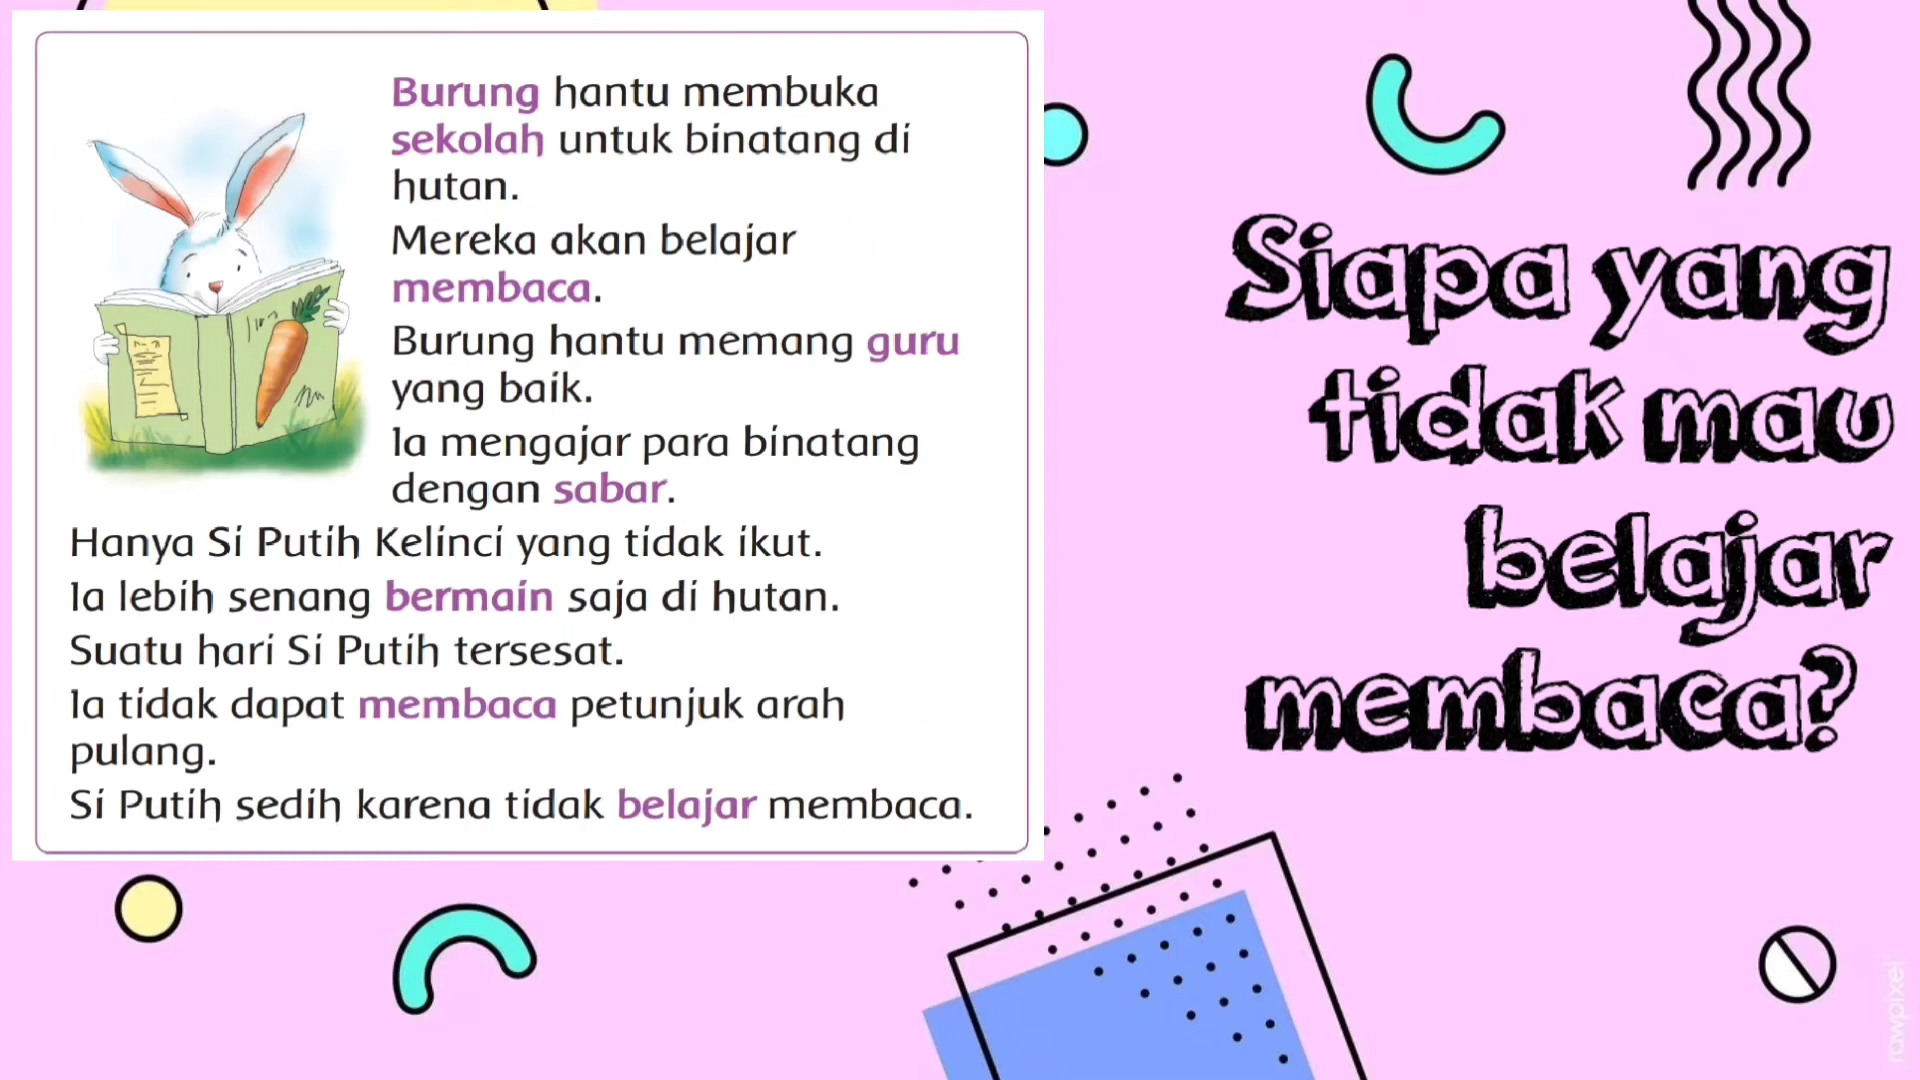 Burung hantu membuka
sekolah untuk binatang di
hutan.
Mereka akan belajar
membaca.
Burung hantu memang guru
yang baik.
Ia mengajar para binatang
dengan sabar.
Hanya Si Putih Kelinci yang tidak ikut.
Ia lebih senang bermain saja di hutan.
Suatu hari Si Putih tersesat.
Ia tidak dapat membaca petunjuk arah
pulang.
Si Putih sedih karena tidak belajar membaca.
Siapa yang
tidak mau
belajar
membaca?
rawpixel